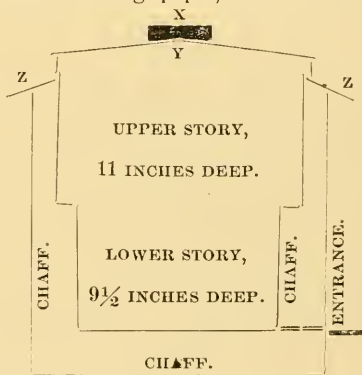 X
Y
Z
Z
UPPER STORY,
11 INCHES DEEP.
CHAFF.
LOWER STORY,
9½ INCHES DEEP.
CHAFF.
ENTRANCE.
CHAFF.